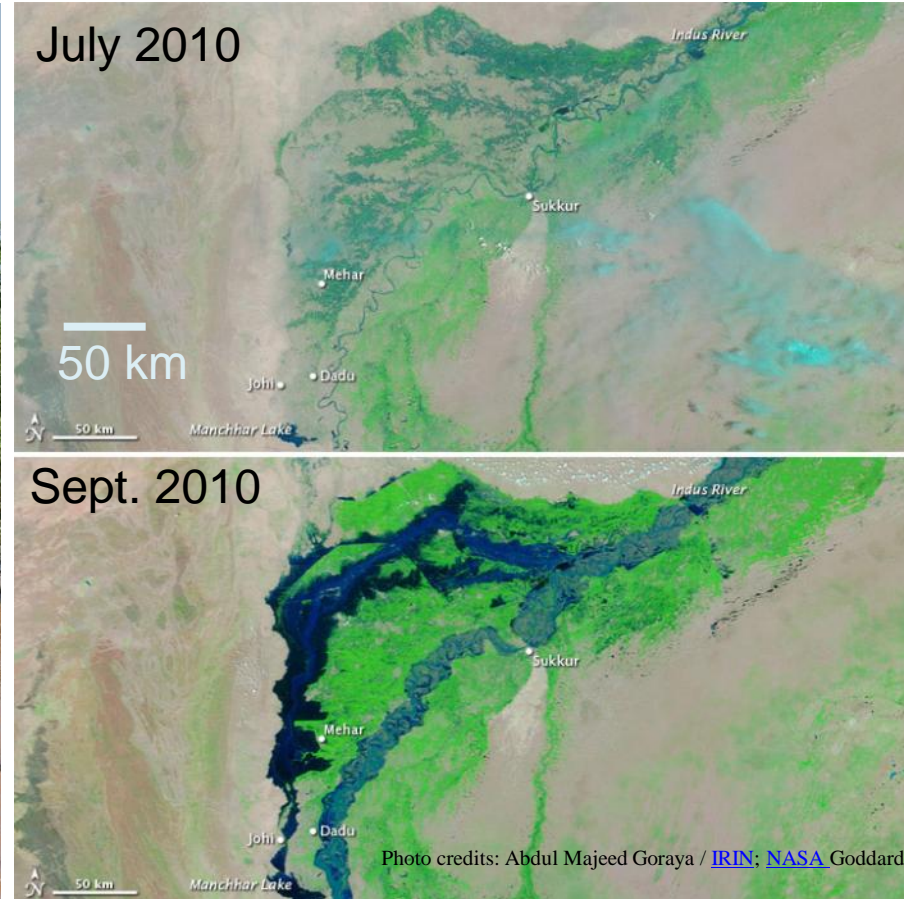 July 2010
Indus River
Sukkur
Mehar
50 km
Johi
Dadu
N
50 km
Manchhar Lake
Sept. 2010
Indus River
Sukkur
Mehar
Johi
Dadu
Photo credits: Abdul Majeed Goraya / IRIN; NASA Goddard
N
50 km
Manchhar Lake